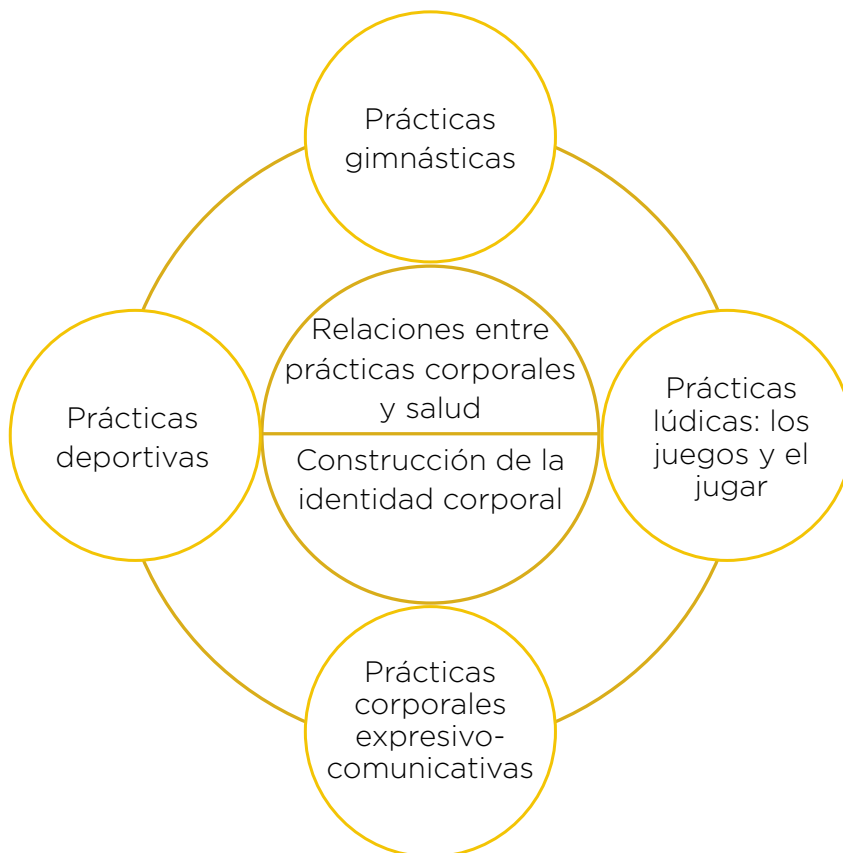 Prácticas
gimnásticas
Relaciones entre
prácticas corporales
y salud
Construcción de la
identidad corporal
Prácticas
deportivas
Prácticas
lúdicas: los
juegos y el
jugar
Prácticas
corporales
expresivo-
comunicativas